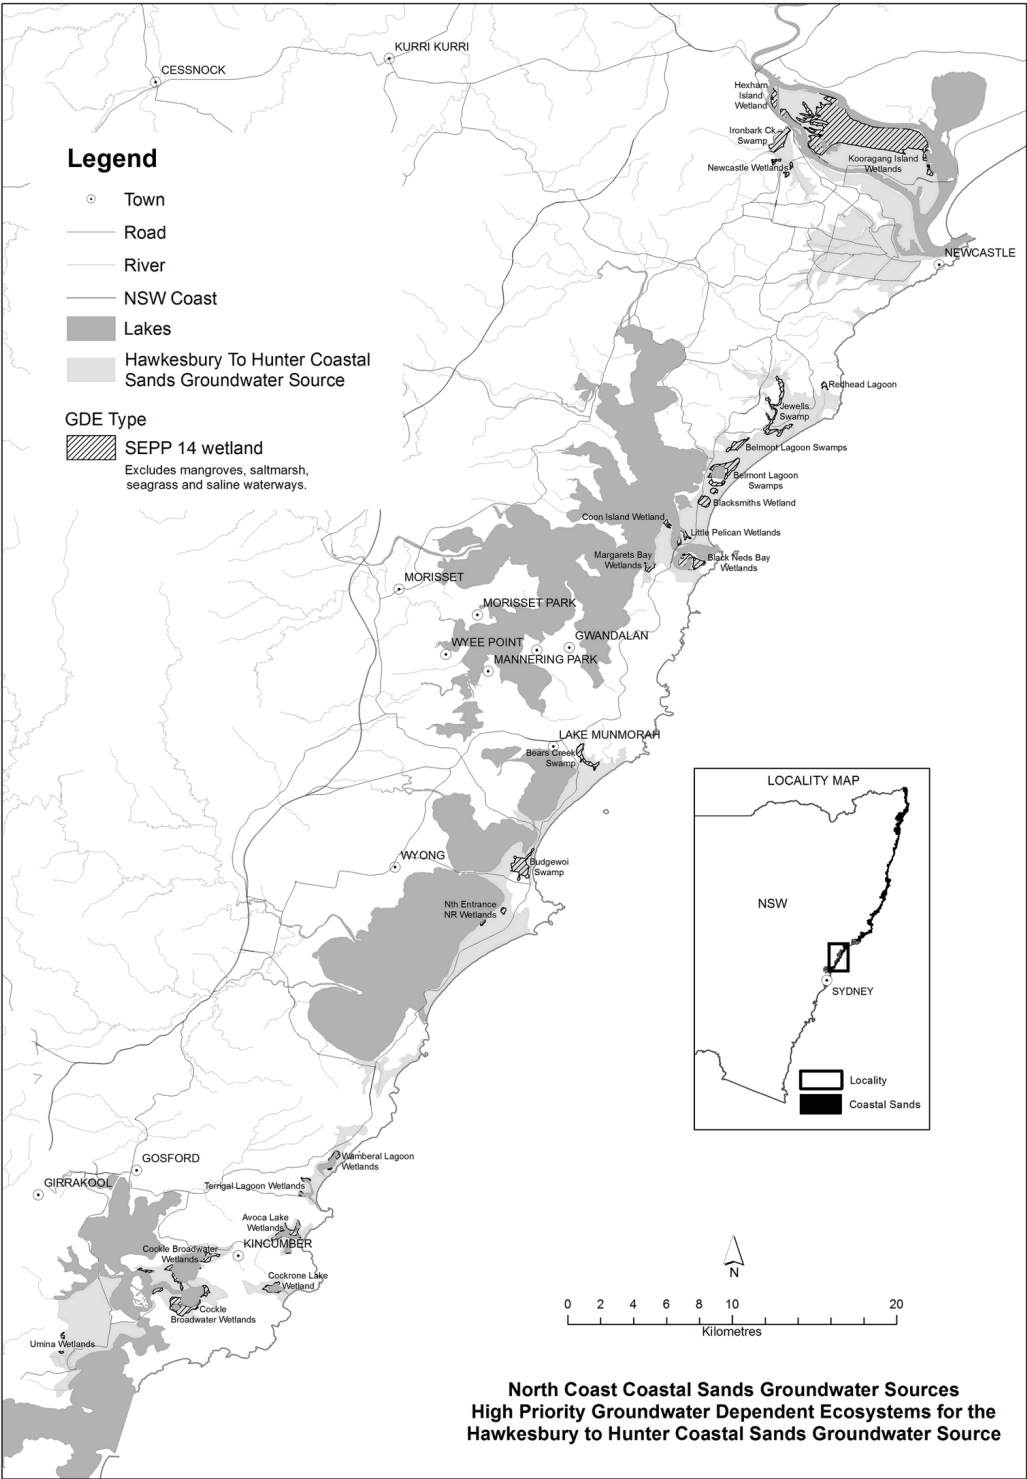 KURRI KURRI
CESSNOCK
Hexham
Island
Wetland
Ironbark Ck
Swamp
Newcastle Wetlands
Kooragang Island
Wetlands
NEWCASTLE
Legend
Town
Road
River
NSW Coast
Lakes
Hawkesbury To Hunter Coastal
Sands Groundwater Source
GDE Type
SEPP 14 wetland
Excludes mangroves, saltmarsh,
seagrass and saline waterways.
Redhead Lagoon
Jewells
Swamp
Belmont Lagoon Swamps
Belmont Lagoon
Swamps
Blacksmiths Wetland
Coon Island Wetland
Little Pelican Wetlands
Margarets Bay
Wetlands
Black Neds Bay
Wetlands
MORISSET
MORISSET PARK
WYEE POINT
GWANDALAN
MANNERING PARK
LAKE MUNMORAH
Bears Creek
Swamp
WYONG
Budgewoi
Swamp
Nth Entrance
NR Wetlands
LOCALITY MAP
NSW
SYDNEY
Locality
Coastal Sands
Wamberal Lagoon
Wetlands
GOSFORD
GIRRAKOOL
Terrigal Lagoon Wetlands
Avoca Lake
Wetlands
KINCUMBER
Cockle Broadwater
Wetlands
Cockrone Lake
Wetland
Cockle
Broadwater Wetlands
Umina Wetlands
N
0 2 4 6 8 10 20
Kilometres
North Coast Coastal Sands Groundwater Sources
High Priority Groundwater Dependent Ecosystems for the
Hawkesbury to Hunter Coastal Sands Groundwater Source